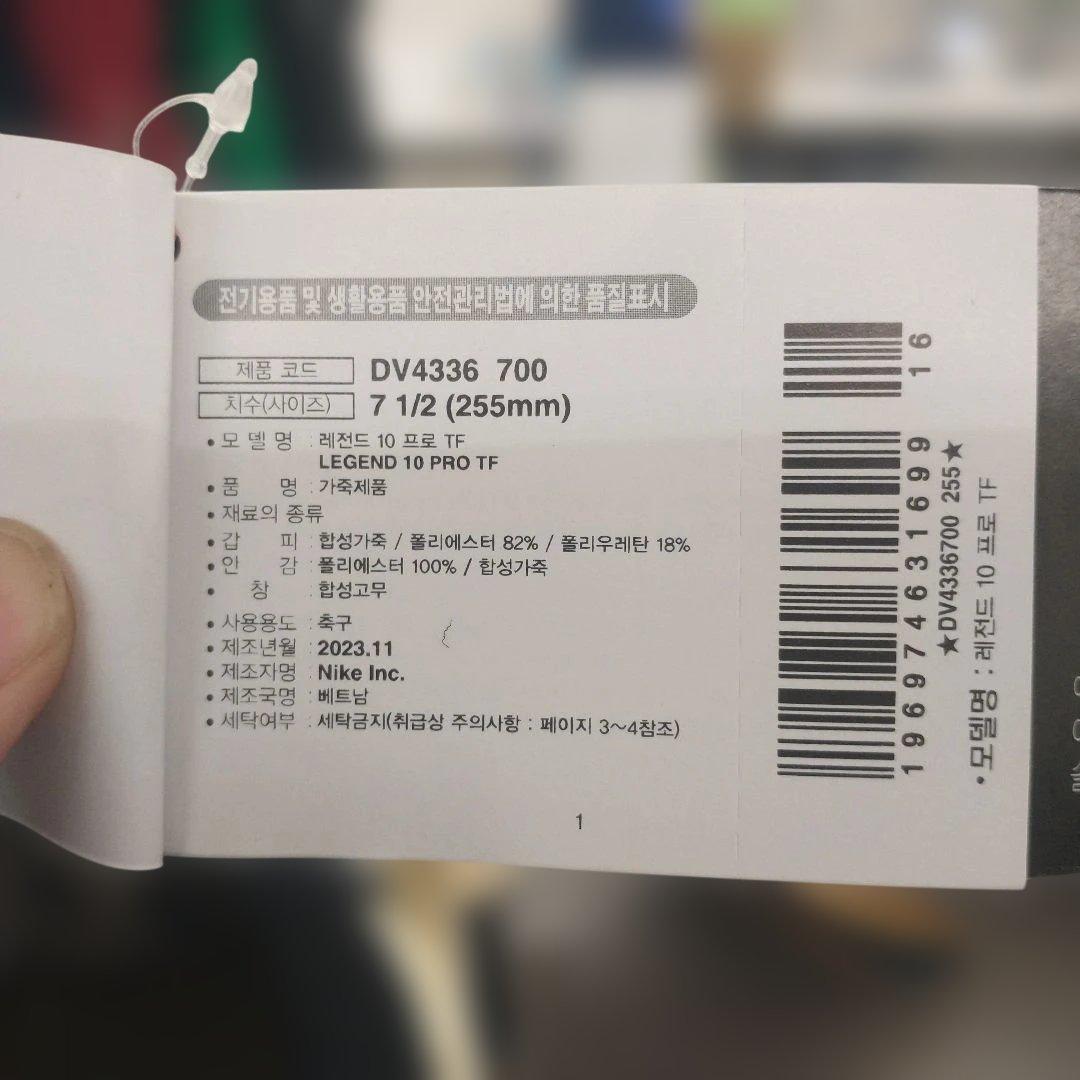 전기용품 및 생활용품 안전관리법에 의한 품질표시
제품 코드 DV4336 700
치수(사이즈) 7 1/2 (255mm)
• 모 델 명 : 레전드 10 프로 TF
LEGEND 10 PRO TF
• 품 명 : 가죽제품
• 재료의 종류
• 갑 피 : 합성가죽 / 폴리에스터 82% / 폴리우레탄 18%
• 안 감 : 폴리에스터 100% / 합성가죽
• 창 : 합성고무
• 사용용도 : 축구
• 제조년월 : 2023.11
• 제조자명 : Nike Inc.
• 제조국명 : 베트남
• 세탁여부 : 세탁금지(취급상 주의사항 : 페이지 3~4참조)
1
196974631699 16
★DV4336700 255★
• 모델명 : 레전드 10 프로 TF